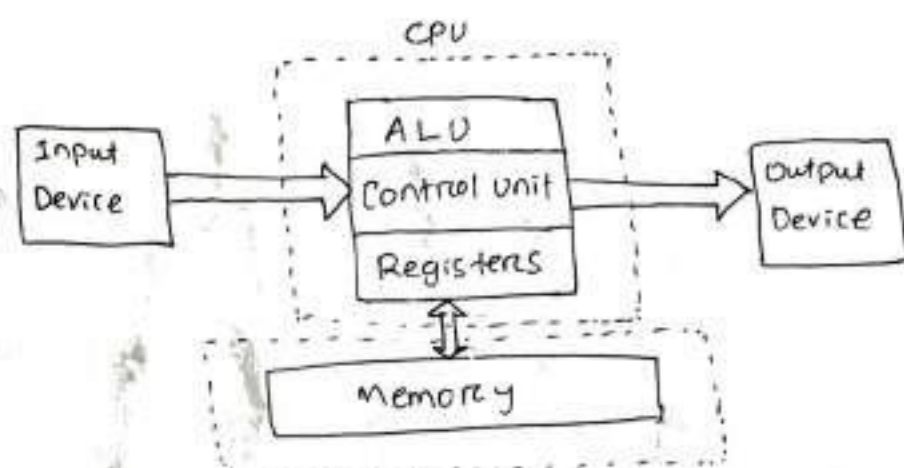 CPU
Input
Device
ALU
Control unit
Registers
Output
Device
Memory